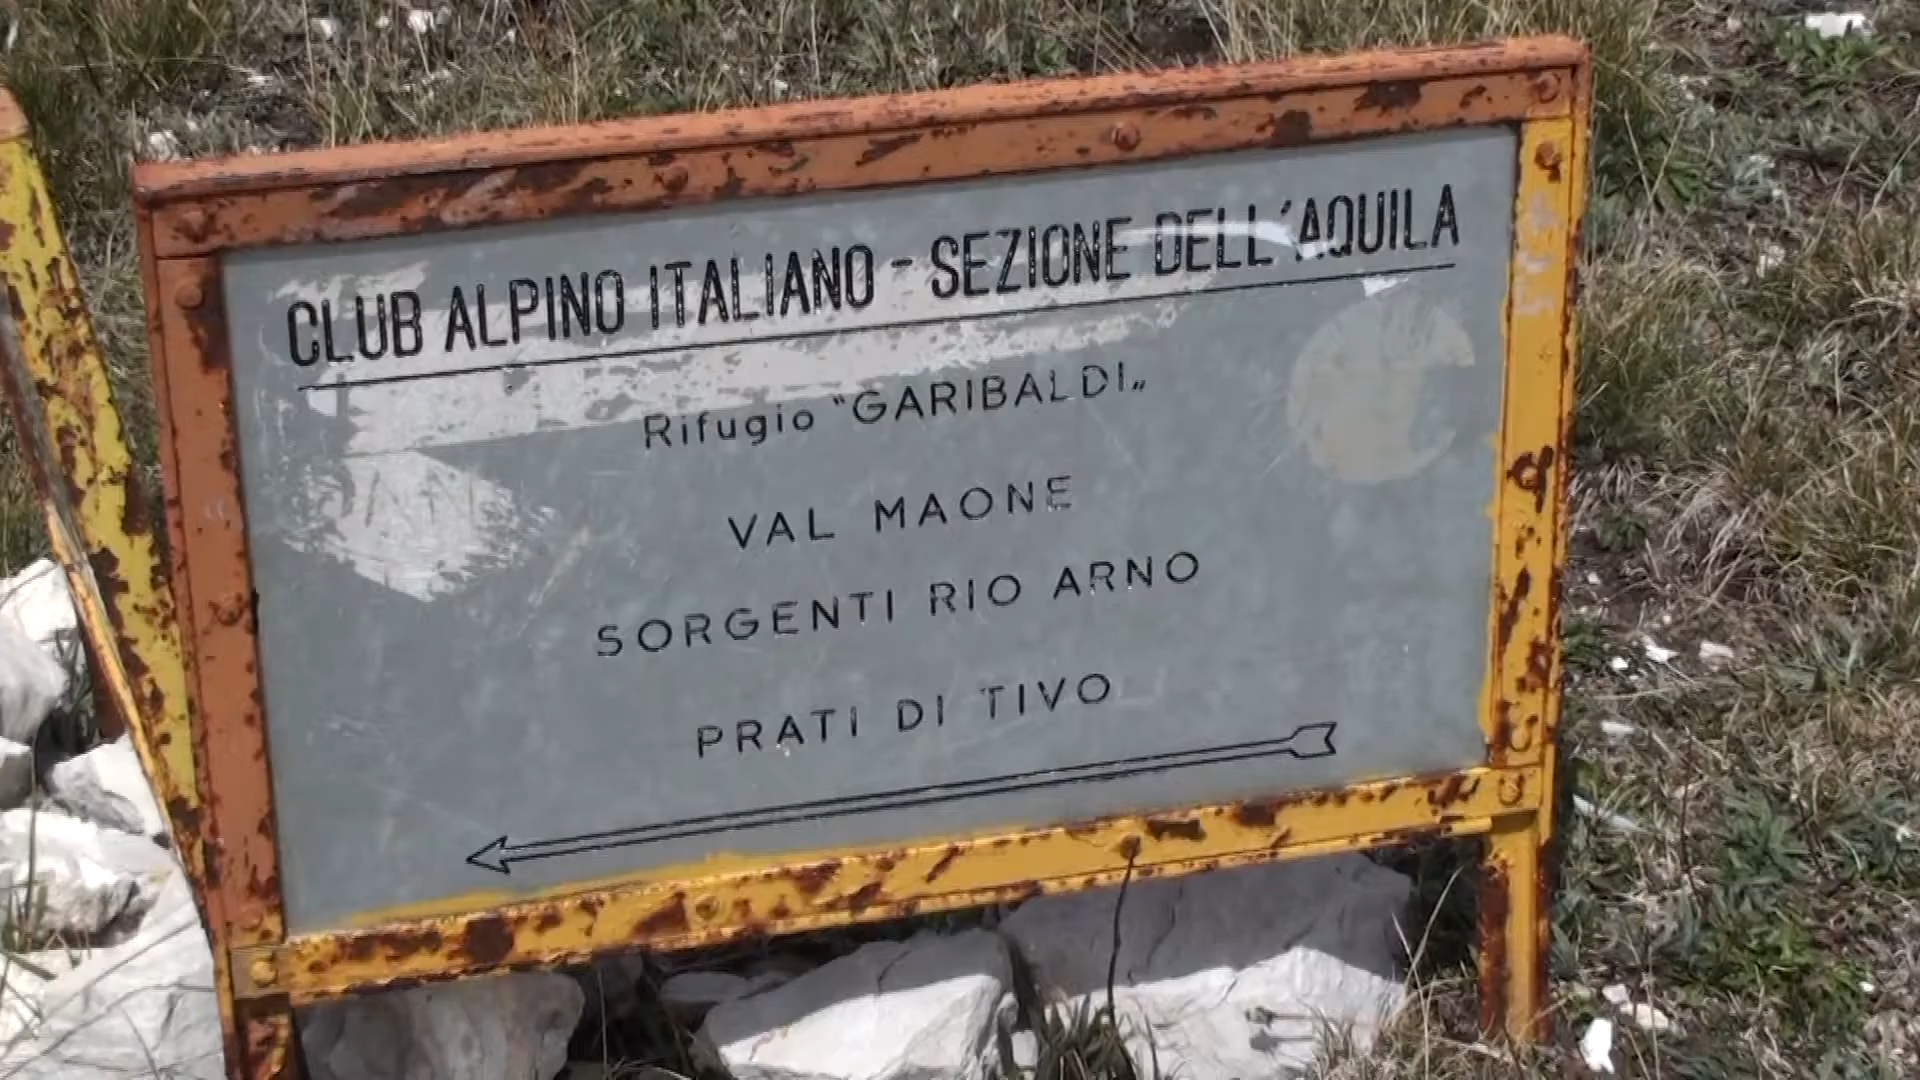 CLUB ALPINO ITALIANO - SEZIONE DELL'AQUILA
Rifugio "GARIBALDI„
VAL MAONE
SORGENTI RIO ARNO
PRATI DI TIVO